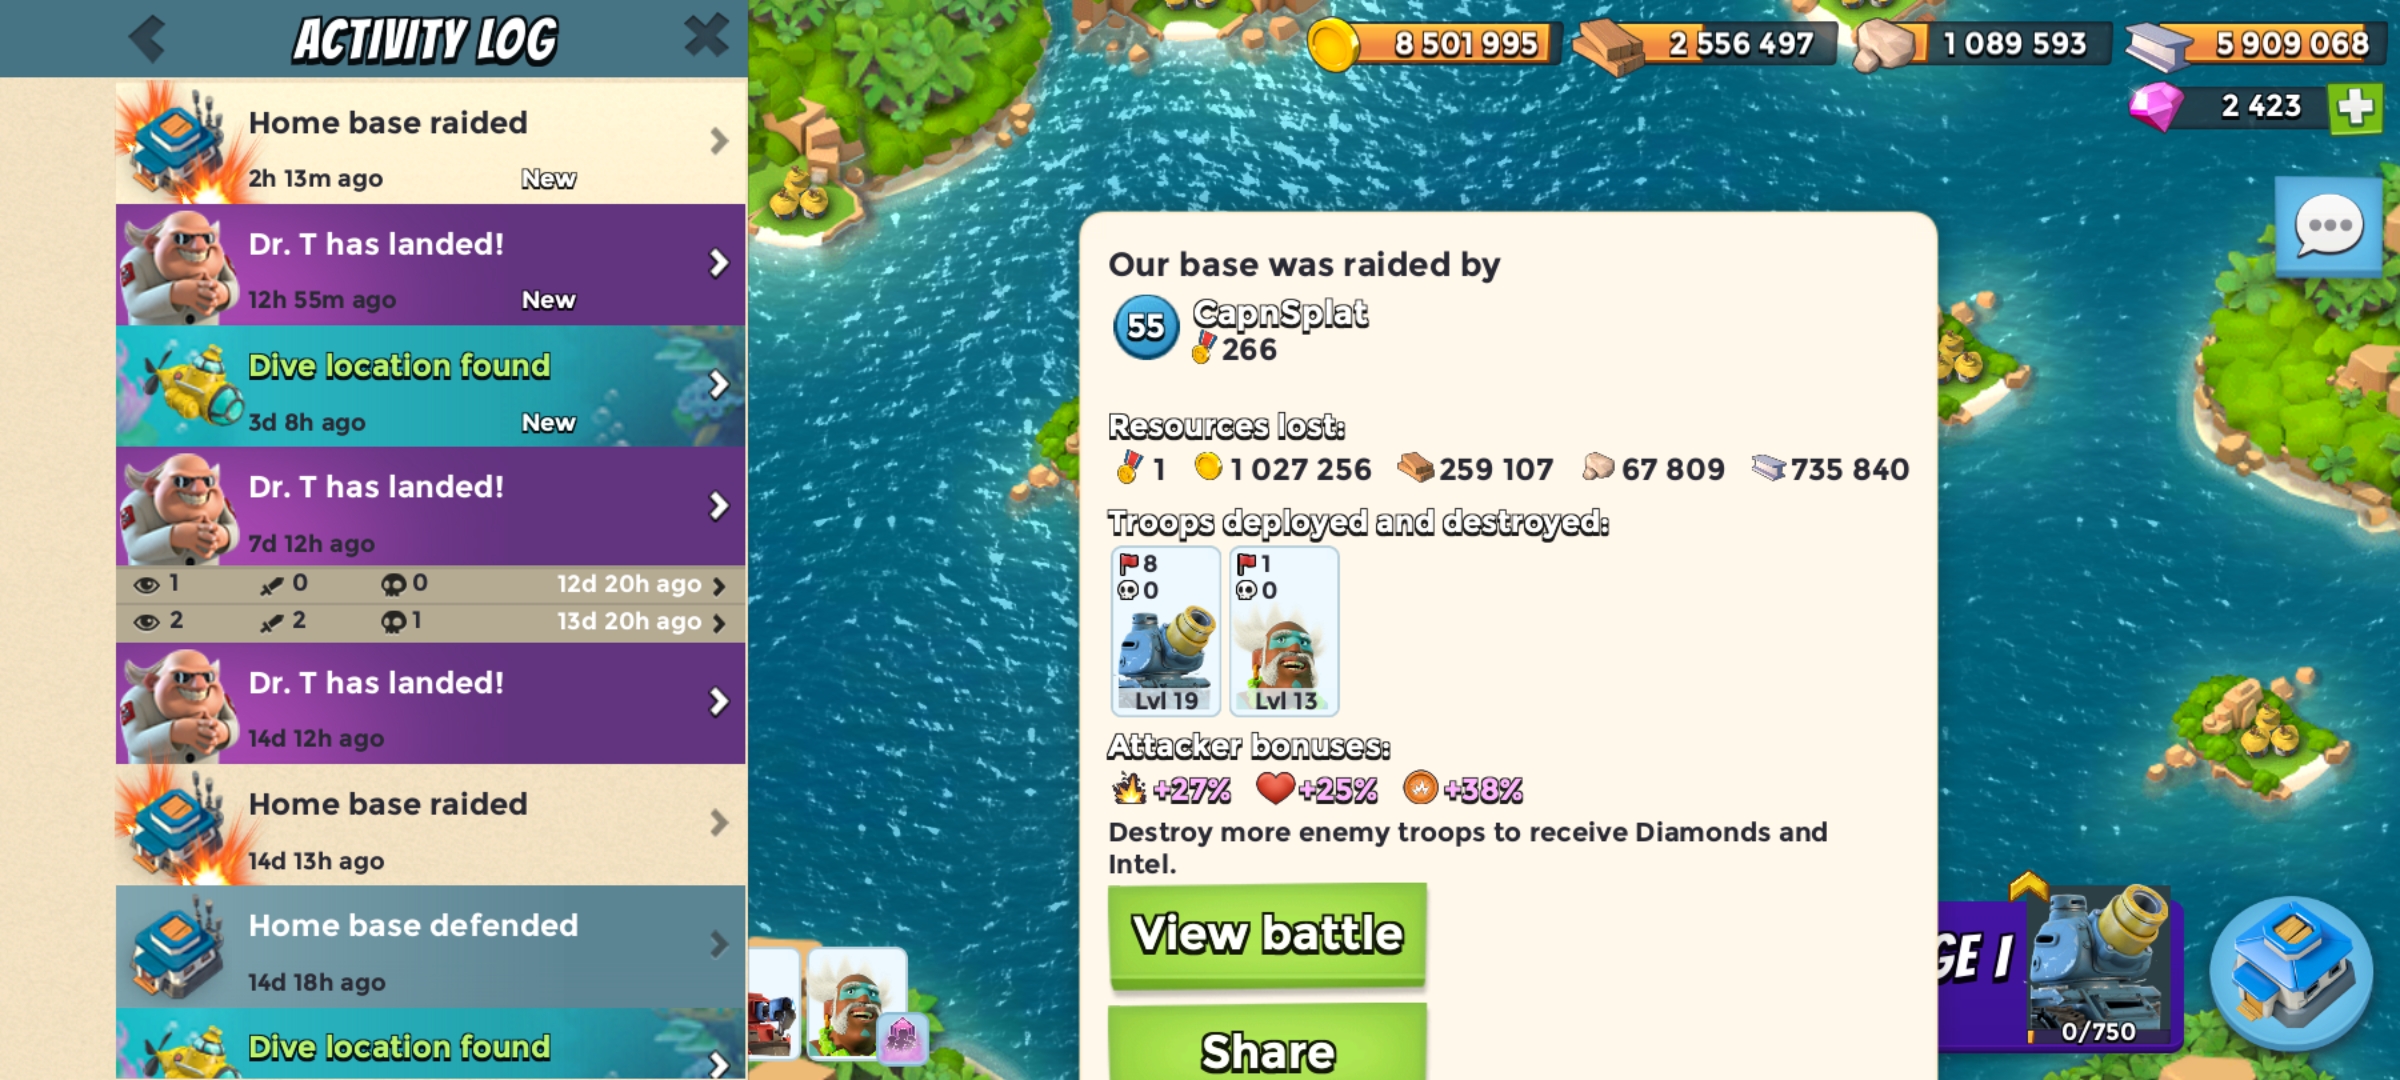 ACTIVITY LOG
Home base raided
2h 13m ago New
Dr. T has landed!
12h 55m ago New
Dive location found
3d 8h ago New
Dr. T has landed!
7d 12h ago
1 0 0 12d 20h ago
2 2 1 13d 20h ago
Dr. T has landed!
14d 12h ago
Home base raided
14d 13h ago
Home base defended
14d 18h ago
Dive location found
8 501 995 2 556 497 1 089 593 5 909 068
2 423
Our base was raided by
55 CapnSplat
266
Resources lost:
1 1 027 256 259 107 67 809 735 840
Troops deployed and destroyed:
8 1
0 0
Lvl 19 Lvl 13
Attacker bonuses:
+27% +25% +38%
Destroy more enemy troops to receive Diamonds and
Intel.
View battle
Share
GE I
0/750